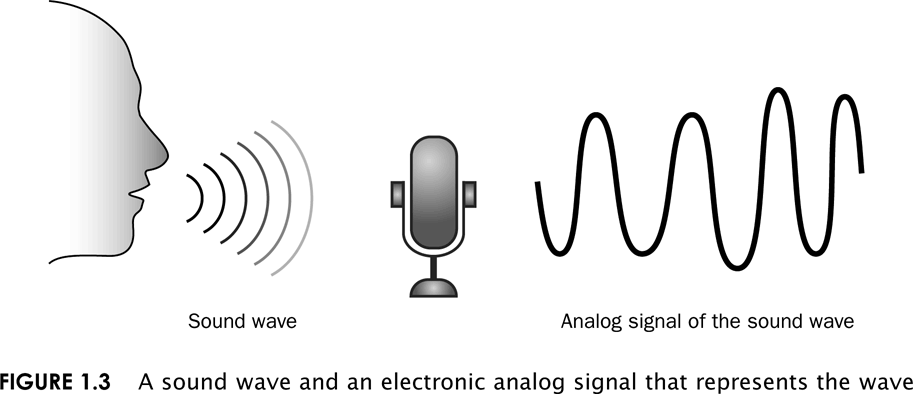 Sound wave
Analog signal of the sound wave
FIGURE 1.3 A sound wave and an electronic analog signal that represents the wave